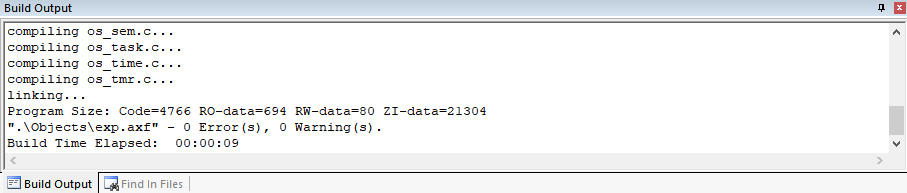 Build Output
compiling os_sem.c...
compiling os_task.c...
compiling os_time.c...
compiling os_tmr.c...
linking...
Program Size: Code=4766 RO-data=694 RW-data=80 ZI-data=21304
".\Objects\exp.axf" - 0 Error(s), 0 Warning(s).
Build Time Elapsed:  00:00:09
Build Output Find In Files